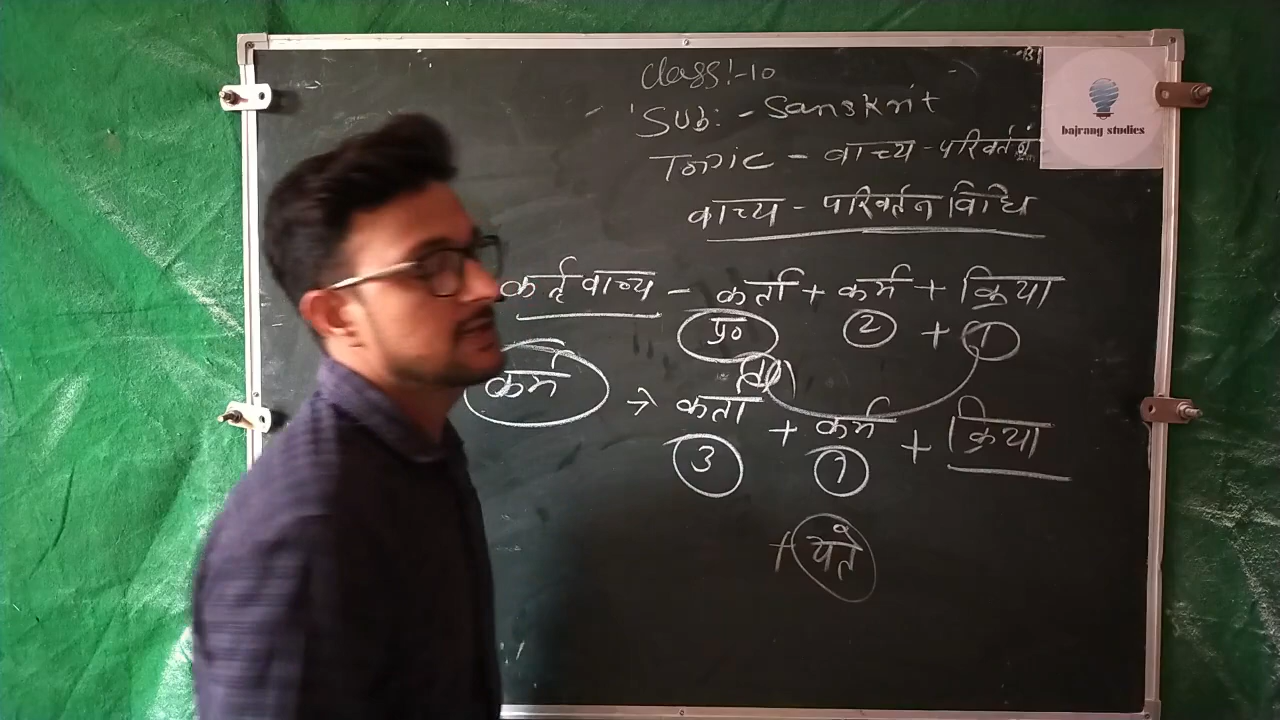 Class:-10
Sub:- Sanskrit
Topic - वाच्य-परिवर्तन
bajrang studies
वाच्य - परिवर्तन विधि
कर्तृ वाच्य - कर्ता + कर्म + क्रिया
प्र० ② + ①
कर्म → कर्ता + कर्म + क्रिया
③ ①
+ यते